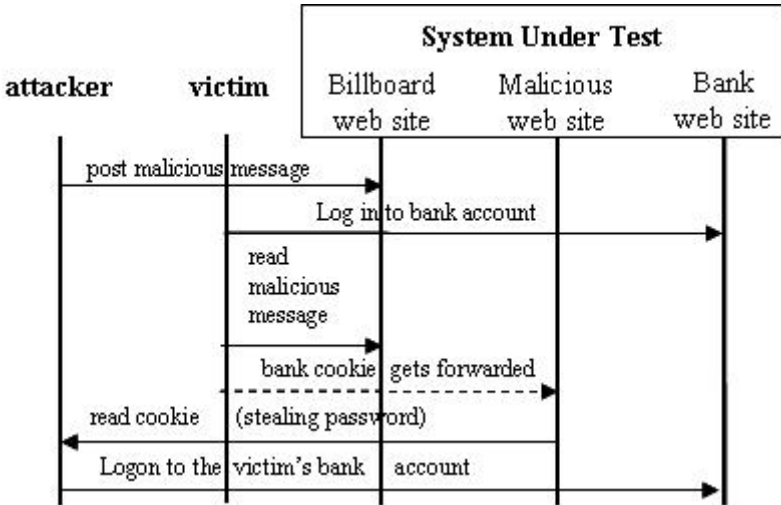 System Under Test
attacker victim Billboard web site Malicious web site Bank web site
post malicious message
Log in to bank account
read
malicious
message
bank cookie gets forwarded
read cookie (stealing password)
Logon to the victim's bank account